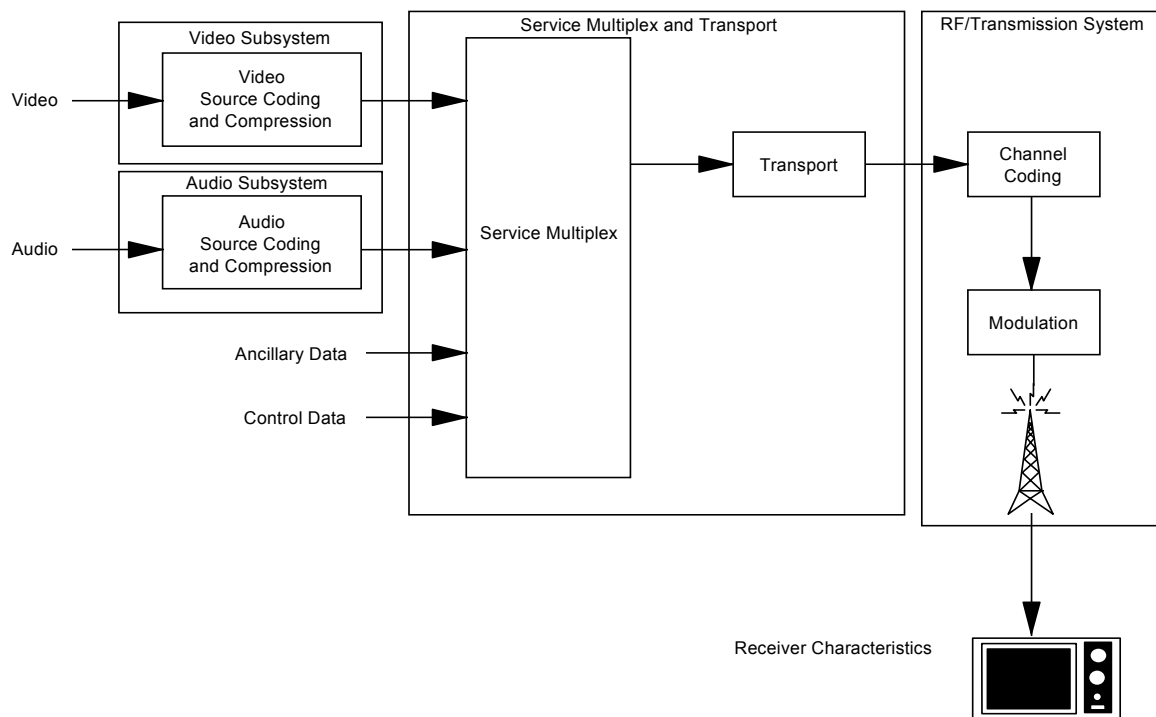 Service Multiplex and Transport
RF/Transmission System
Video Subsystem
Video
Source Coding
and Compression
Video
Audio Subsystem
Audio
Source Coding
and Compression
Audio
Service Multiplex
Transport
Channel
Coding
Modulation
Ancillary Data
Control Data
Receiver Characteristics